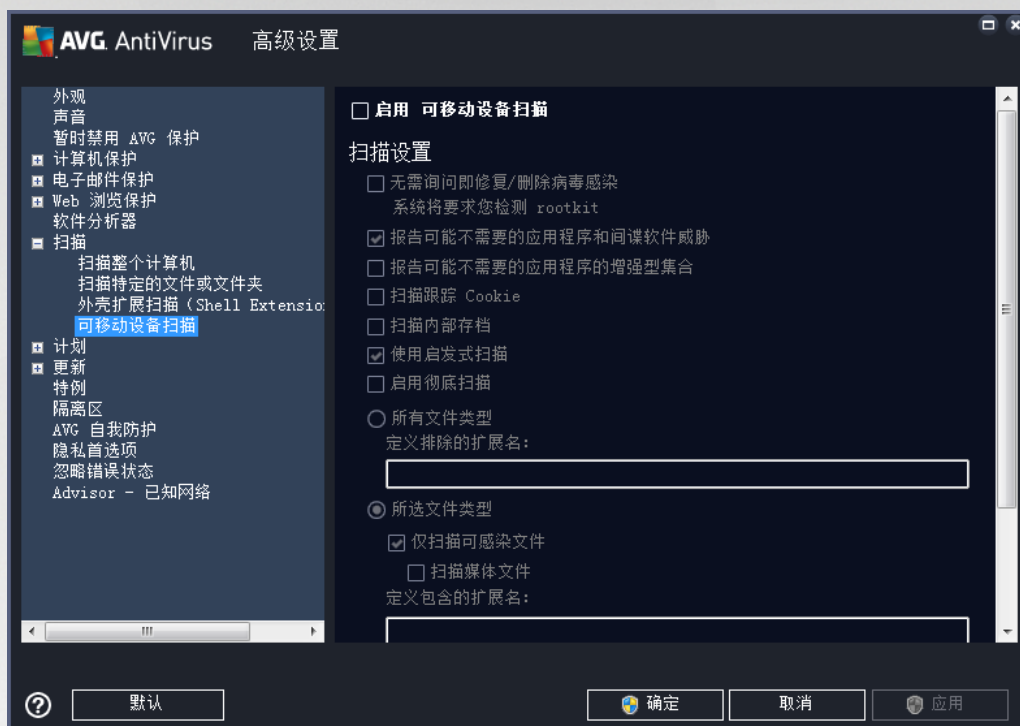 AVG. AntiVirus 高级设置
外观
声音
暂时禁用 AVG 保护
计算机保护
电子邮件保护
Web 浏览保护
软件分析器
扫描
扫描整个计算机
扫描特定的文件或文件夹
外壳扩展扫描（Shell Extensio
可移动设备扫描
计划
更新
特例
隔离区
AVG 自我防护
隐私首选项
忽略错误状态
Advisor - 已知网络
启用 可移动设备扫描
扫描设置
无需询问即修复/删除病毒感染
系统将要求您检测 rootkit
报告可能不需要的应用程序和间谍软件威胁
报告可能不需要的应用程序的增强型集合
扫描跟踪 Cookie
扫描内部存档
使用启发式扫描
启用彻底扫描
所有文件类型
定义排除的扩展名:
所选文件类型
仅扫描可感染文件
扫描媒体文件
定义包含的扩展名:
? 默认 确定 取消 应用